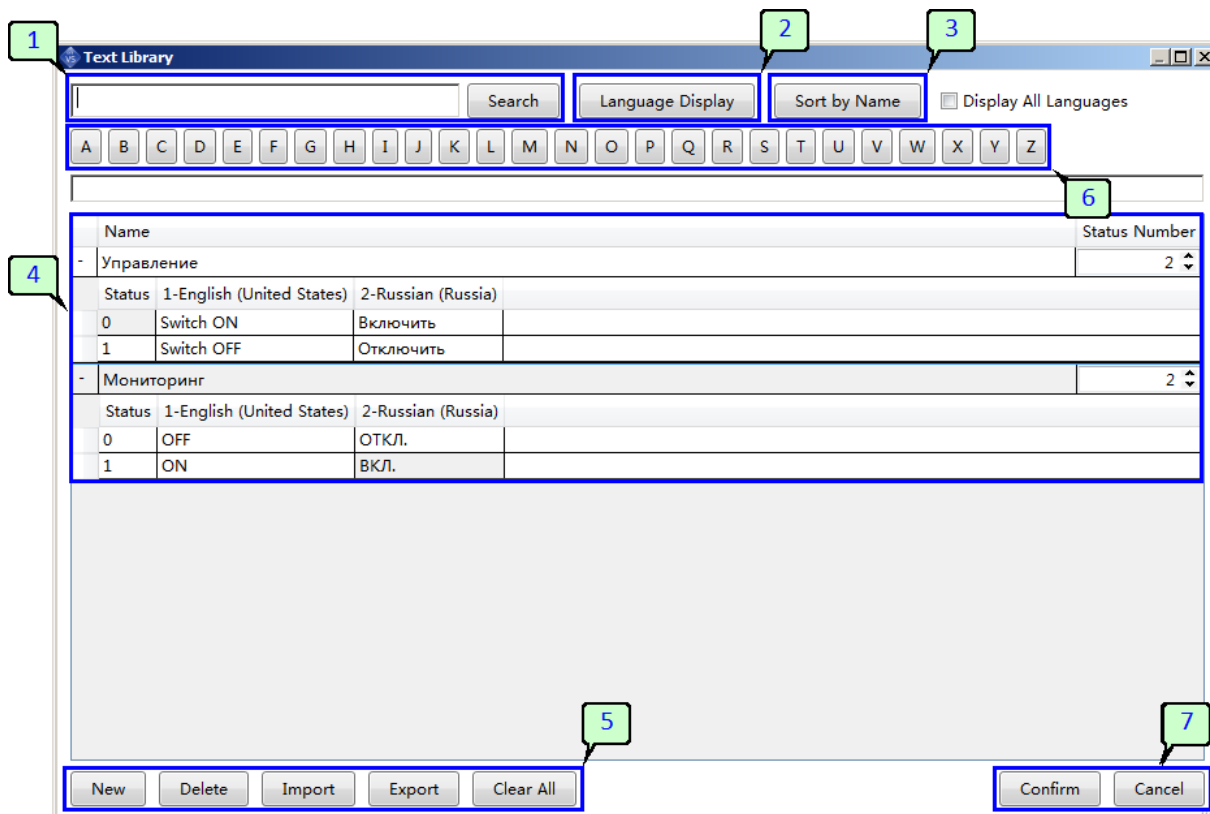 1
2
3
Text Library
Search
Language Display
Sort by Name
Display All Languages
A B C D E F G H I J K L M N O P Q R S T U V W X Y Z
6
Name Status Number
4
- Управление 2
Status 1-English (United States) 2-Russian (Russia)
0 Switch ON Включить
1 Switch OFF Отключить
- Мониторинг 2
Status 1-English (United States) 2-Russian (Russia)
0 OFF ОТКЛ.
1 ON ВКЛ.
5
7
New Delete Import Export Clear All Confirm Cancel